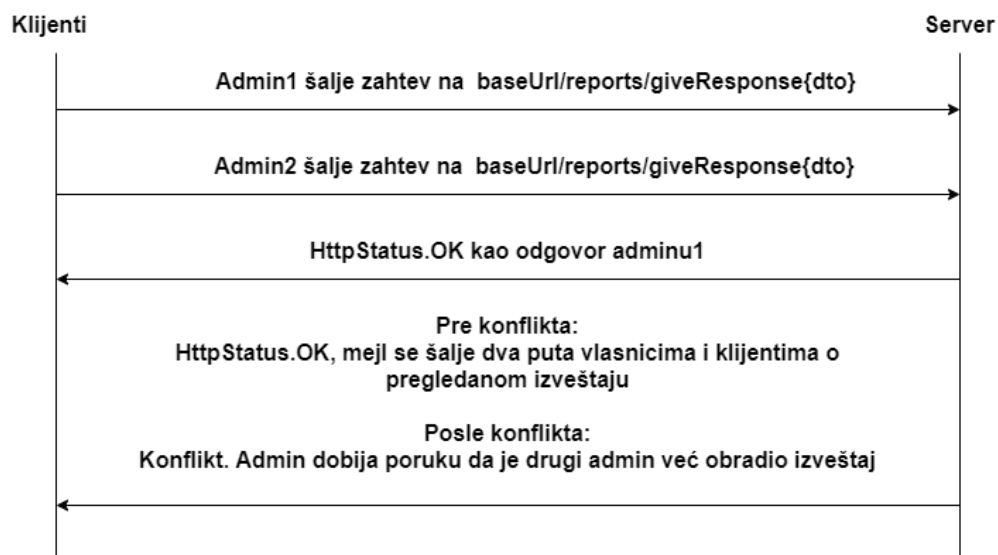 Klijenti
Server
Admin1 šalje zahtev na  baseUrl/reports/giveResponse{dto}
Admin2 šalje zahtev na  baseUrl/reports/giveResponse{dto}
HttpStatus.OK kao odgovor adminu1
Pre konflikta:
HttpStatus.OK, mejl se šalje dva puta vlasnicima i klijentima o
pregledanom izveštaju
Posle konflikta:
Konflikt. Admin dobija poruku da je drugi admin već obradio izveštaj